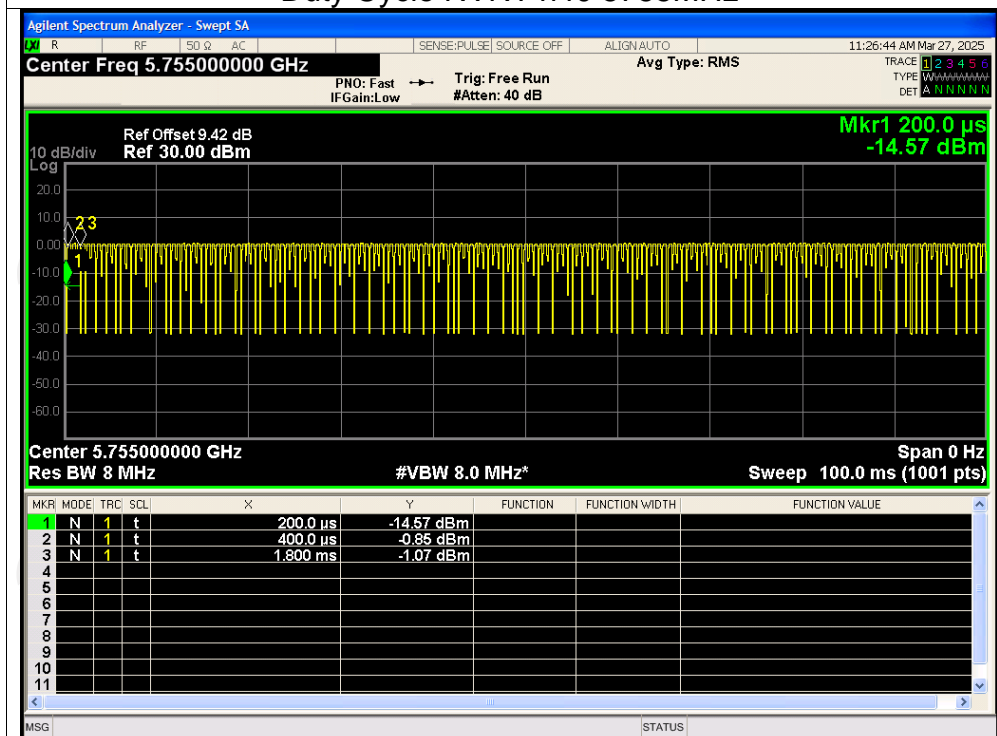 Agilent Spectrum Analyzer - Swept SA
LXI R RF 50 Ω AC SENSE:PULSE SOURCE OFF ALIGN AUTO 11:26:44 AM Mar 27, 2025
Center Freq 5.755000000 GHz Avg Type: RMS TRACE 1 2 3 4 5 6
PNO: Fast Trig: Free Run TYPE WWWWWW
IFGain:Low #Atten: 40 dB DET A N N N N N
Mkr1 200.0 µs
Ref Offset 9.42 dB
10 dB/div Ref 30.00 dBm -14.57 dBm
Log
20.0
10.0
2 3
0.00
1
-10.0
-20.0
-30.0
-40.0
-50.0
-60.0
Center 5.755000000 GHz Span 0 Hz
Res BW 8 MHz #VBW 8.0 MHz* Sweep 100.0 ms (1001 pts)
MKR MODE TRC SCL X Y FUNCTION FUNCTION WIDTH FUNCTION VALUE
1 N 1 t 200.0 µs -14.57 dBm
2 N 1 t 400.0 µs -0.85 dBm
3 N 1 t 1.800 ms -1.07 dBm
4
5
6
7
8
9
10
11
MSG STATUS